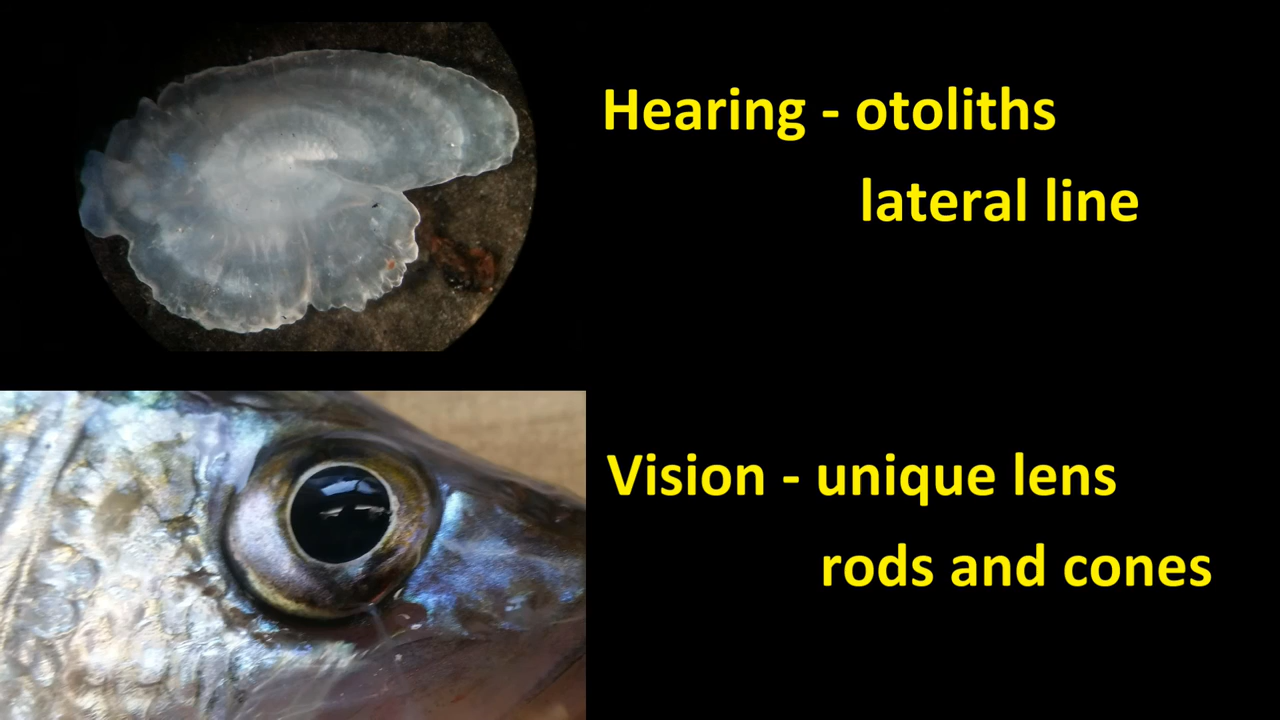 Hearing - otoliths
lateral line
Vision - unique lens
rods and cones